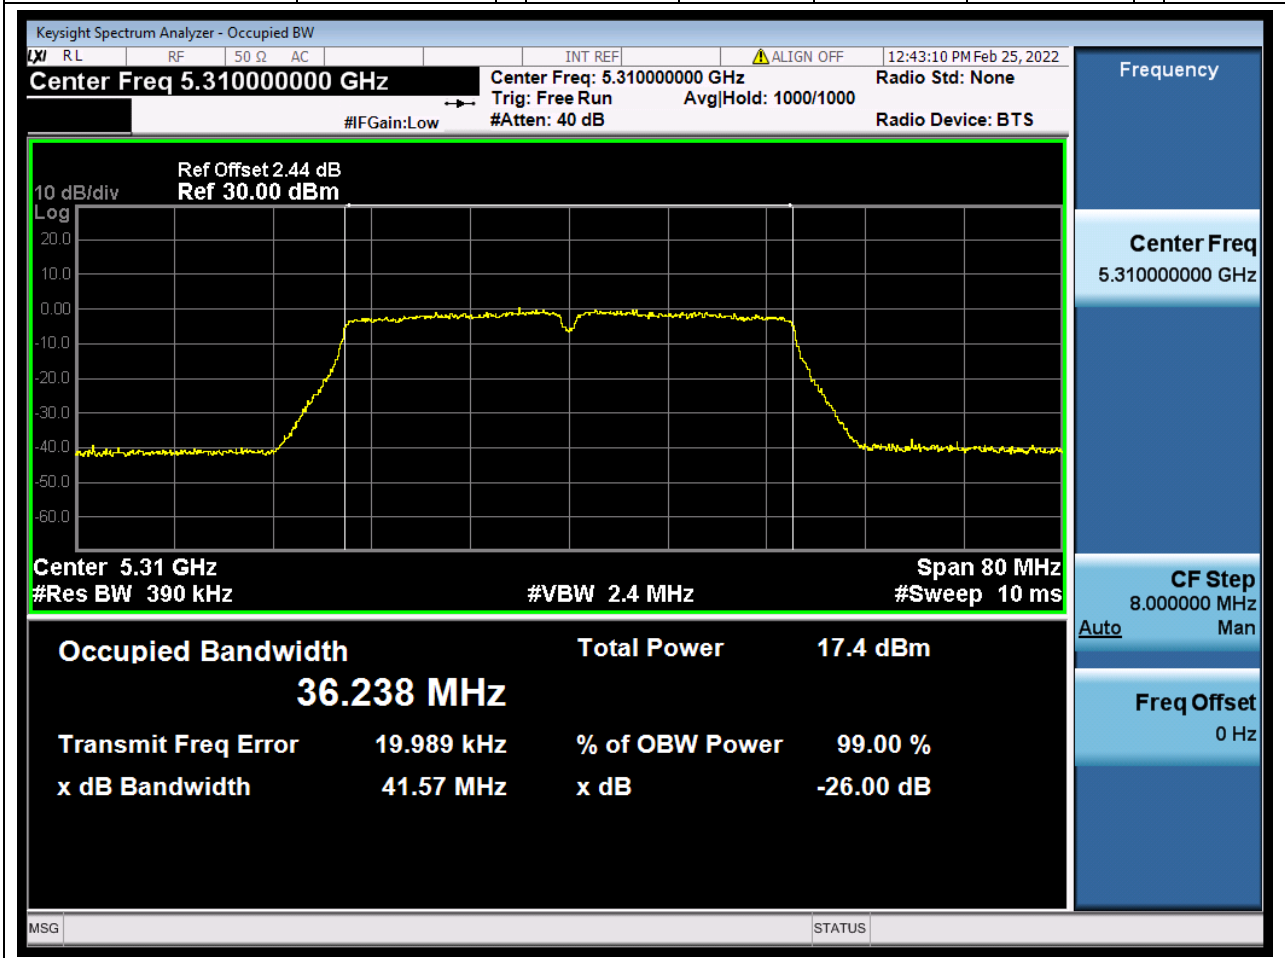 Keysight Spectrum Analyzer - Occupied BW
LXI RL RF 50 Ω AC INT REF ALIGN OFF 12:43:10 PM Feb 25, 2022
Center Freq 5.310000000 GHz
Center Freq: 5.310000000 GHz
Radio Std: None
Trig: Free Run Avg|Hold: 1000/1000
#IFGain:Low #Atten: 40 dB Radio Device: BTS
Ref Offset 2.44 dB
10 dB/div Ref 30.00 dBm
Log
20.0
10.0
0.00
-10.0
-20.0
-30.0
-40.0
-50.0
-60.0
Center 5.31 GHz Span 80 MHz
#Res BW 390 kHz #VBW 2.4 MHz #Sweep 10 ms
Occupied Bandwidth Total Power 17.4 dBm
36.238 MHz
Transmit Freq Error 19.989 kHz % of OBW Power 99.00 %
x dB Bandwidth 41.57 MHz x dB -26.00 dB
MSG STATUS
Frequency
Center Freq
5.310000000 GHz
CF Step
8.000000 MHz
Auto Man
Freq Offset
0 Hz